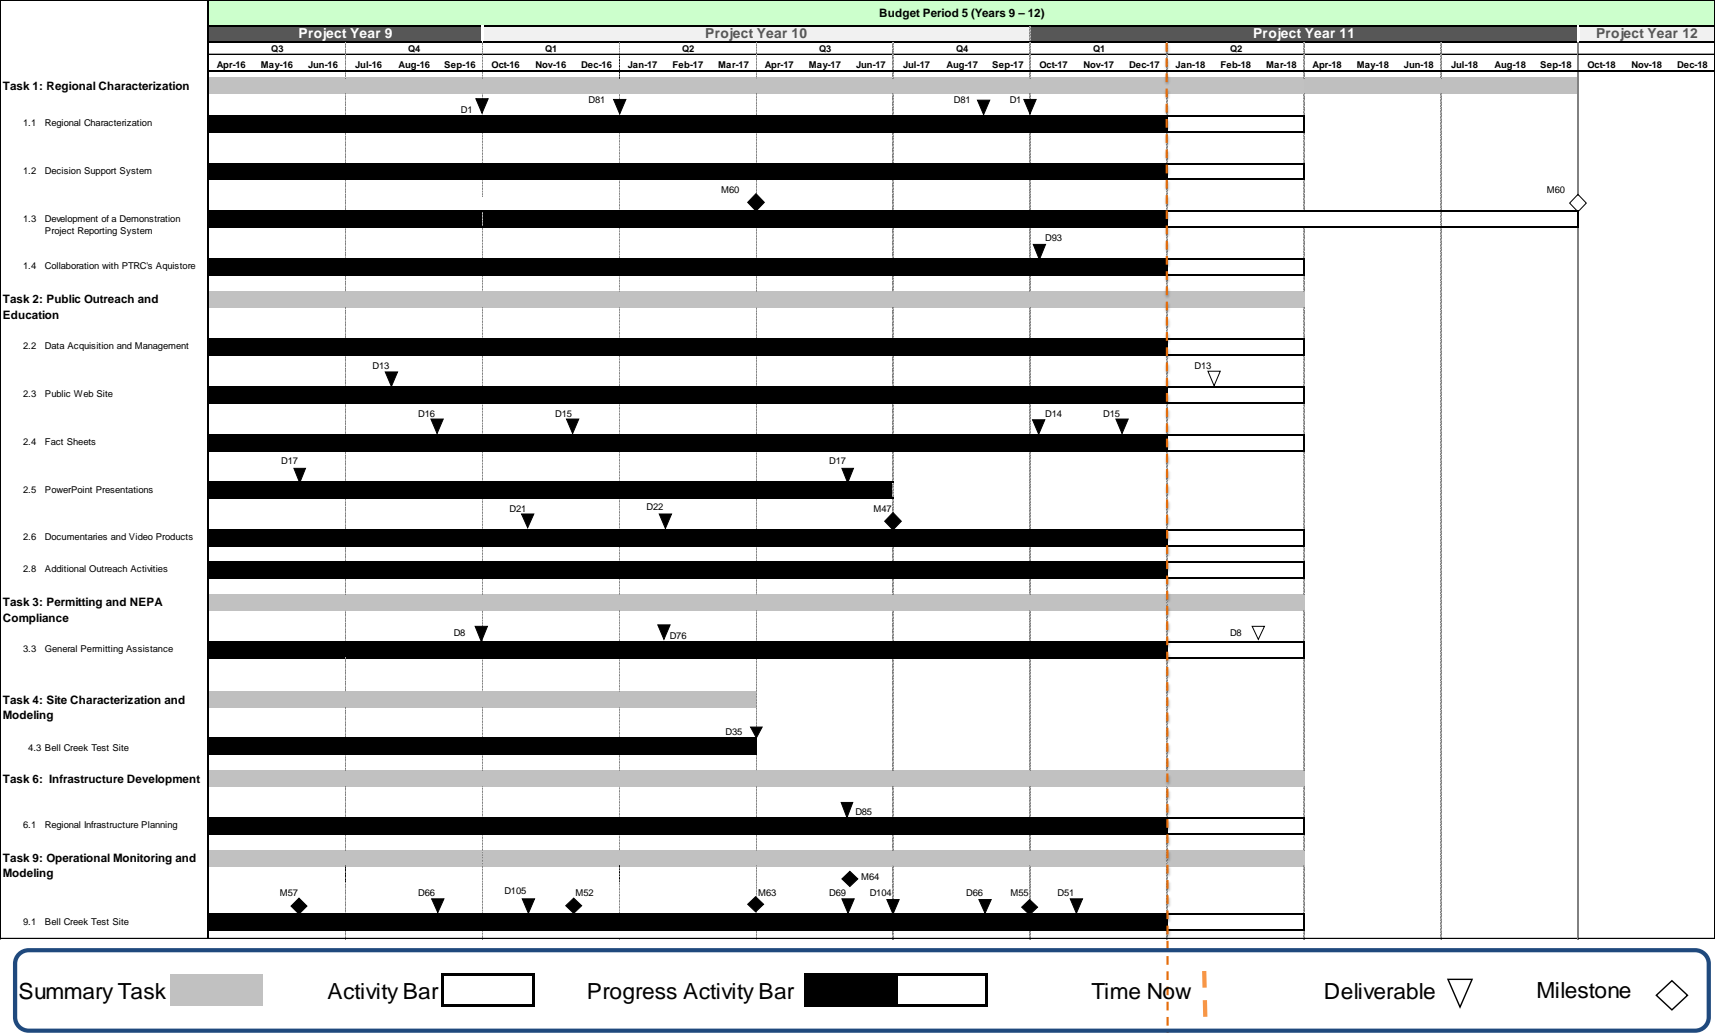 Budget Period 5 (Years 9 – 12)
Project Year 9 Project Year 10 Project Year 11 Project Year 12
Q3 Q4 Q1 Q2 Q3 Q4 Q1 Q2
Apr-16 May-16 Jun-16 Jul-16 Aug-16 Sep-16 Oct-16 Nov-16 Dec-16 Jan-17 Feb-17 Mar-17 Apr-17 May-17 Jun-17 Jul-17 Aug-17 Sep-17 Oct-17 Nov-17 Dec-17 Jan-18 Feb-18 Mar-18 Apr-18 May-18 Jun-18 Jul-18 Aug-18 Sep-18 Oct-18 Nov-18 Dec-18
Task 1: Regional Characterization
D1 D81 D81 D1
1.1 Regional Characterization
1.2 Decision Support System
M60 M60
1.3 Development of a Demonstration
Project Reporting System
D93
1.4 Collaboration with PTRC's Aquistore
Task 2: Public Outreach and
Education
2.2 Data Acquisition and Management
D13 D13
2.3 Public Web Site
D16 D15 D14 D15
2.4 Fact Sheets
D17 D17
2.5 PowerPoint Presentations
D21 D22 M47
2.6 Documentaries and Video Products
2.8 Additional Outreach Activities
Task 3: Permitting and NEPA
Compliance
D8 D76 D8
3.3 General Permitting Assistance
Task 4: Site Characterization and
Modeling
D35
4.3 Bell Creek Test Site
Task 6: Infrastructure Development
D85
6.1 Regional Infrastructure Planning
Task 9: Operational Monitoring and
Modeling
M64
M57 D66 D105 M52 M63 D69 D104 D66 M55 D51
9.1 Bell Creek Test Site
Summary Task Activity Bar Progress Activity Bar Time Now Deliverable Milestone